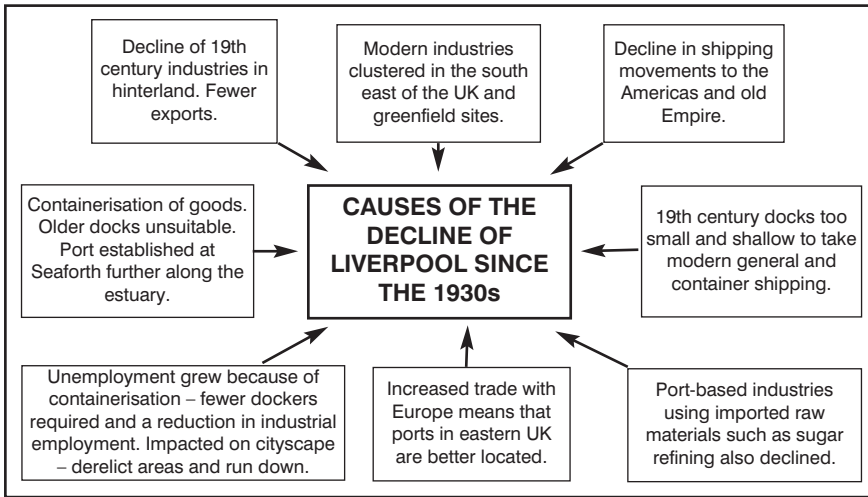 Decline of 19th
century industries in
hinterland. Fewer
exports.
Modern industries
clustered in the south
east of the UK and
greenfield sites.
Decline in shipping
movements to the
Americas and old
Empire.
Containerisation of goods.
Older docks unsuitable.
Port established at
Seaforth further along the
estuary.
CAUSES OF THE
DECLINE OF
LIVERPOOL SINCE
THE 1930s
19th century docks too
small and shallow to take
modern general and
container shipping.
Unemployment grew because of
containerisation – fewer dockers
required and a reduction in industrial
employment. Impacted on cityscape
– derelict areas and run down.
Increased trade with
Europe means that
ports in eastern UK
are better located.
Port-based industries
using imported raw
materials such as sugar
refining also declined.